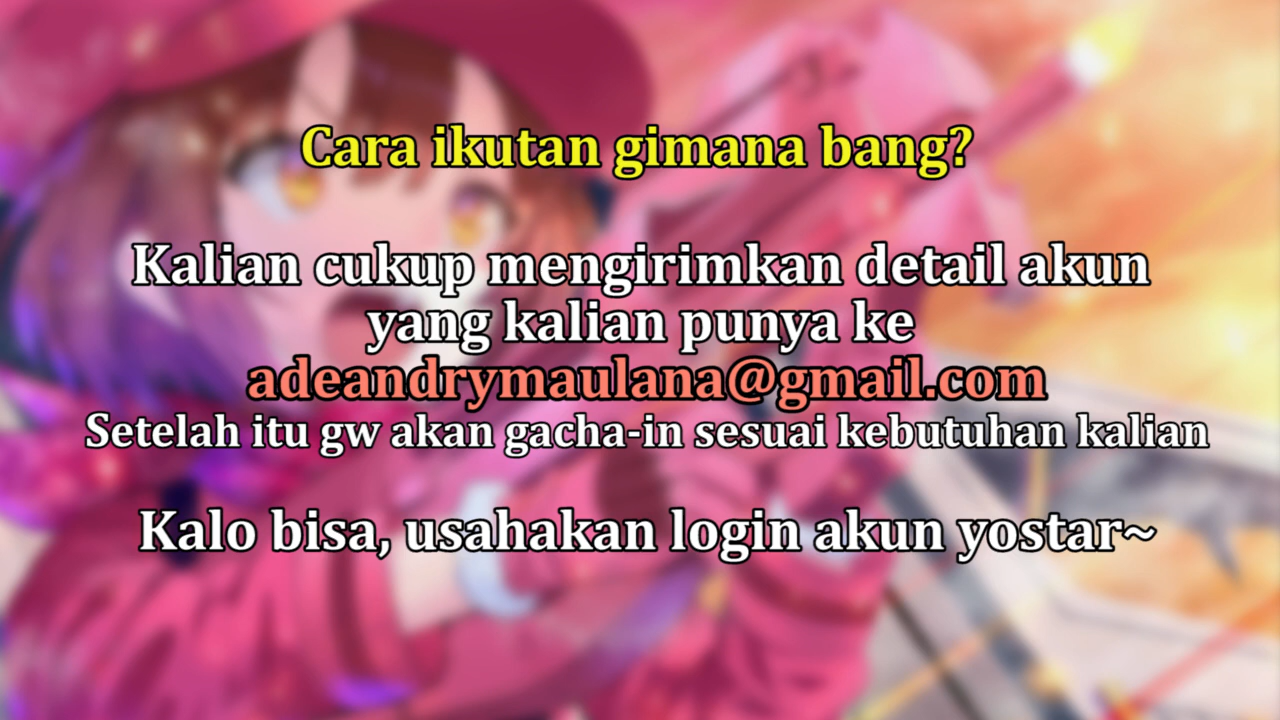 Cara ikutan gimana bang?
Kalian cukup mengirimkan detail akun
yang kalian punya ke
adeandrymaulana@gmail.com
Setelah itu gw akan gacha-in sesuai kebutuhan kalian
Kalo bisa, usahakan login akun yostar~